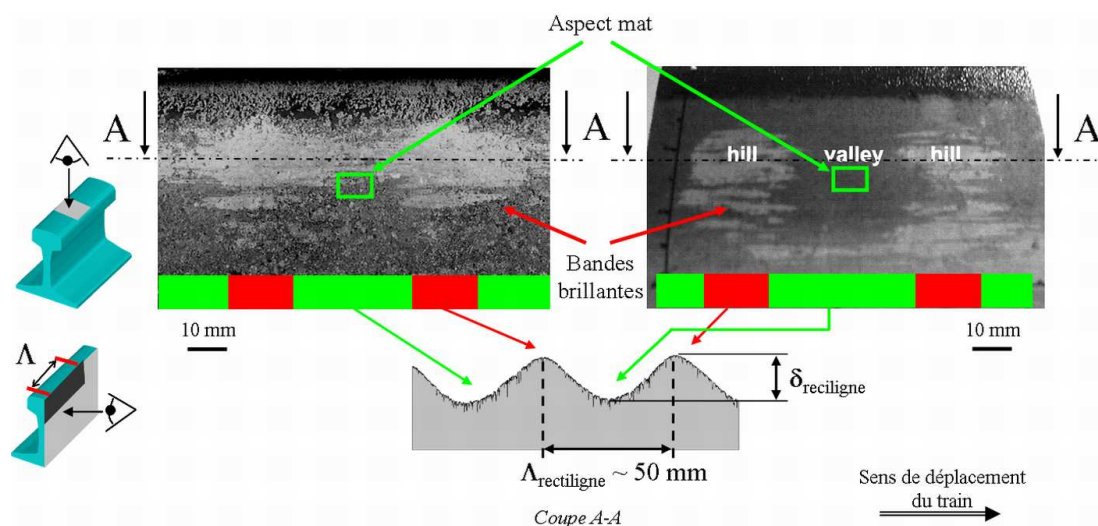 Aspect mat
A
A
A
A
hill
valley
hill
Bandes
brillantes
10 mm
10 mm
Λ
δreciligne
Λrectiligne ~ 50 mm
Sens de déplacement
du train
Coupe A-A